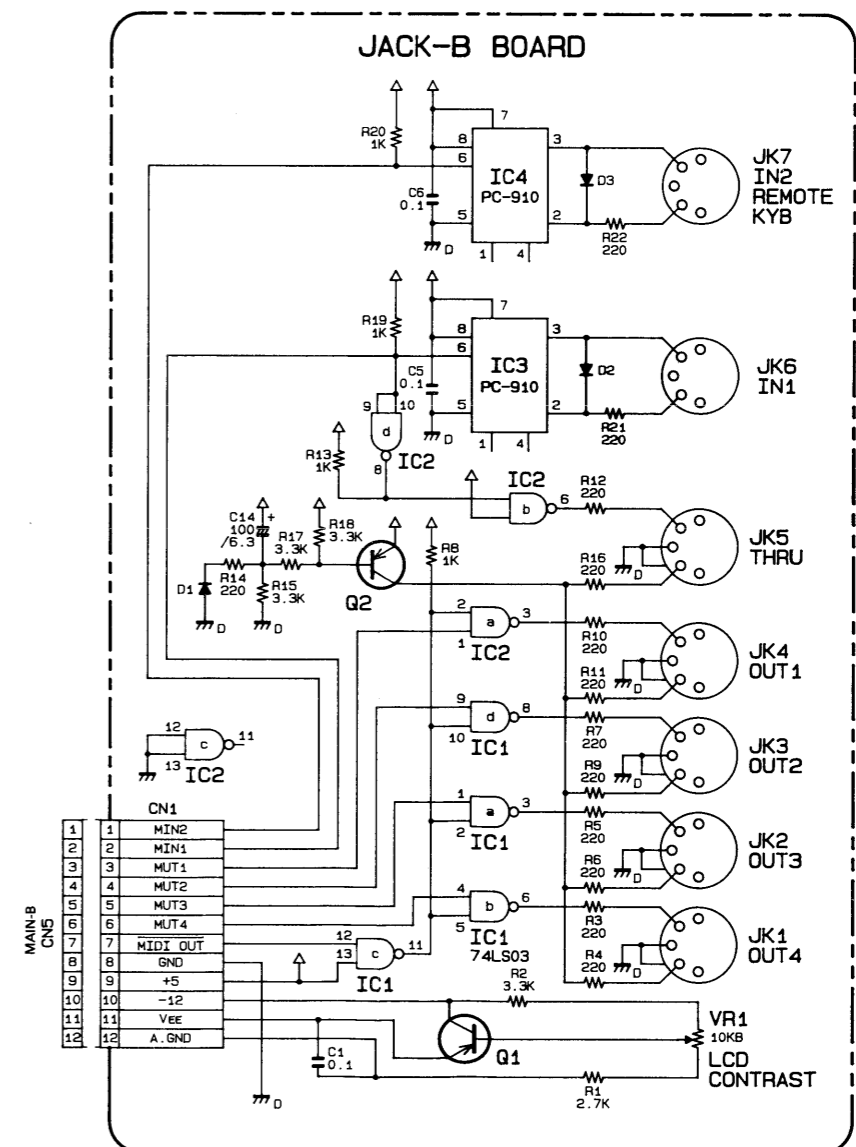 JACK-B BOARD
R20
1K
7
8
6
3
IC4
PC-910
D3
JK7
IN2
REMOTE
KYB
C6
0.1
5
2
R22
220
D
1
4
R19
1K
7
8
6
3
IC3
PC-910
D2
JK6
IN1
C5
0.1
5
2
R21
220
D
1
4
9
10
d
8
IC2
R13
1K
IC2
b
6
R12
220
JK5
THRU
R16
220
D
C14
100
/6.3
+
R17
3.3K
R18
3.3K
R14
220
R15
3.3K
D1
D
D
Q2
R8
1K
2
1
a
3
IC2
R10
220
JK4
OUT1
R11
220
D
9
10
d
8
IC1
R7
220
JK3
OUT2
R9
220
D
12
13
c
11
IC2
1
2
a
3
IC1
R5
220
JK2
OUT3
R6
220
D
4
5
b
6
IC1
74LS03
R3
220
JK1
OUT4
R4
220
D
CN1
MAIN-B
CN5
1 1 MIN2
2 2 MIN1
3 3 MUT1
4 4 MUT2
5 5 MUT3
6 6 MUT4
7 7 MIDI OUT
8 8 GND
9 9 +5
10 10 -12
11 11 VEE
12 12 A.GND
12
13
c
11
IC1
R2
3.3K
VR1
10KB
LCD
CONTRAST
Q1
C1
0.1
R1
2.7K
D